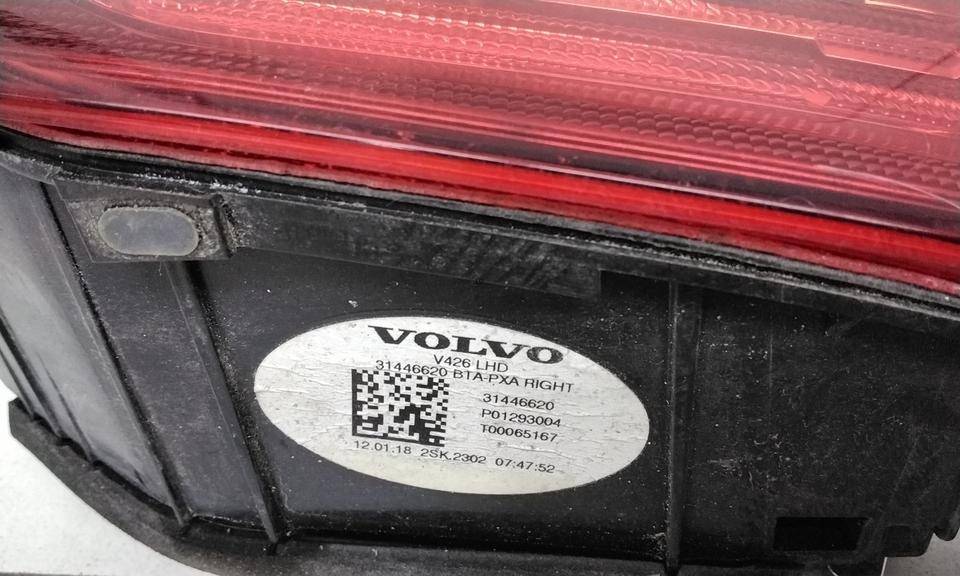 VOLVO
V426 LHD
31446620 BTA-PXA RIGHT
31446620
P01293004
T00065167
12.01.18 2SK.2302 07:47:52